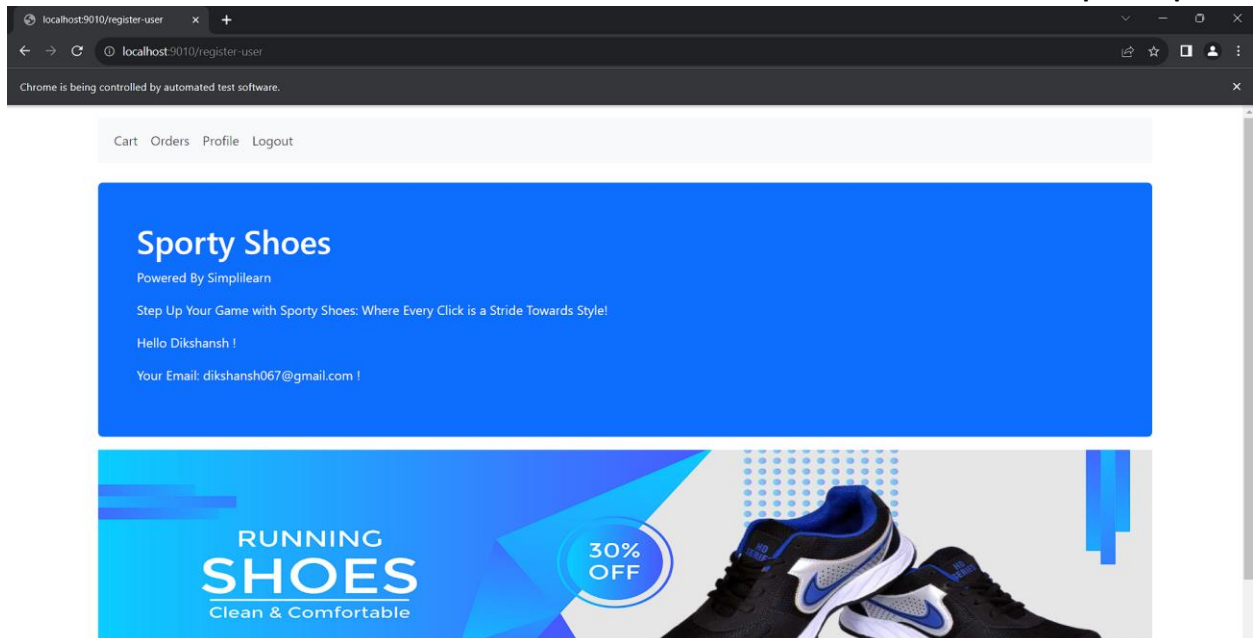 localhost:9010/register-user
localhost:9010/register-user
Chrome is being controlled by automated test software.
Cart Orders Profile Logout
Sporty Shoes
Powered By Simplilearn
Step Up Your Game with Sporty Shoes: Where Every Click is a Stride Towards Style!
Hello Dikshansh !
Your Email: dikshansh067@gmail.com !
RUNNING
SHOES
Clean & Comfortable
30%
OFF